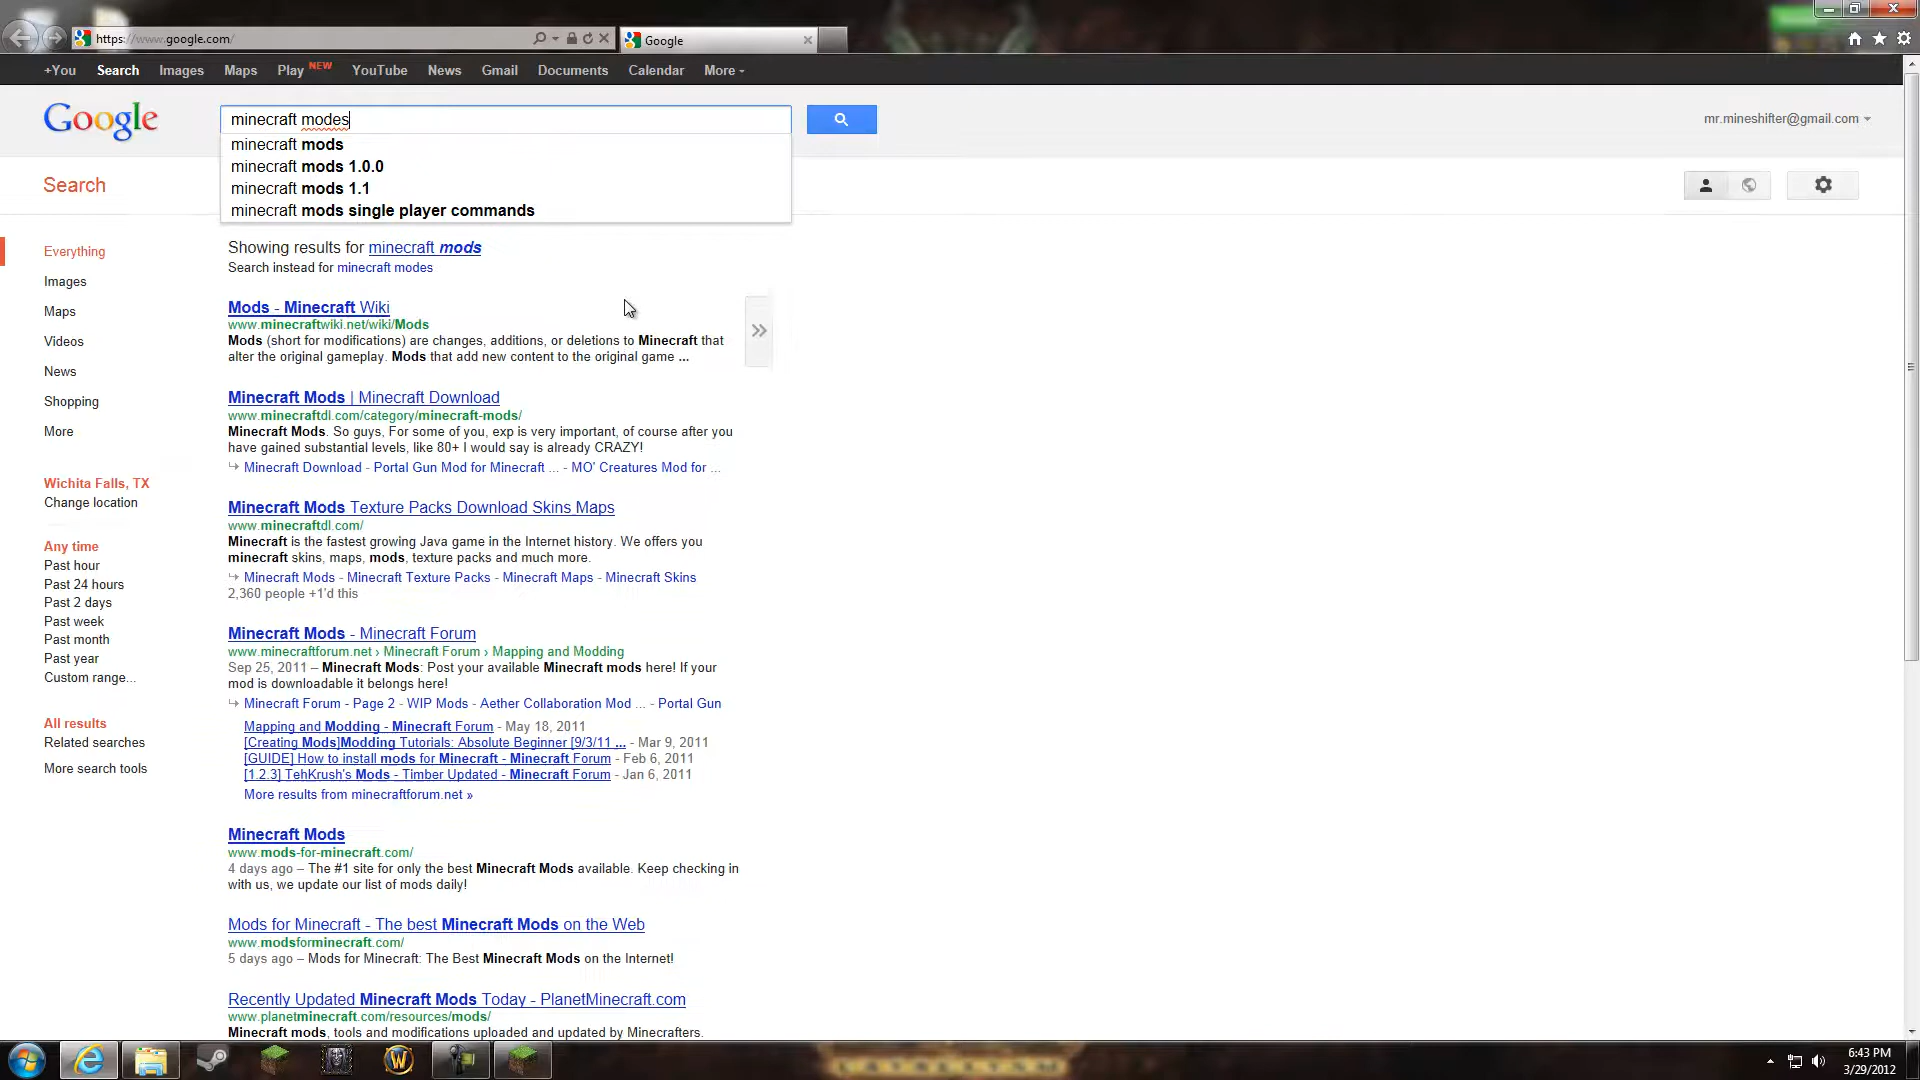 https://www.google.com/
Google
+You Search Images Maps Play NEW YouTube News Gmail Documents Calendar More
Google
minecraft modes
mr.mineshifter@gmail.com
minecraft mods
minecraft mods 1.0.0
minecraft mods 1.1
minecraft mods single player commands
Search
Everything
Images
Maps
Videos
News
Shopping
More
Wichita Falls, TX
Change location
Any time
Past hour
Past 24 hours
Past 2 days
Past week
Past month
Past year
Custom range...
All results
Related searches
More search tools
Showing results for minecraft mods
Search instead for minecraft modes
Mods - Minecraft Wiki
www.minecraftwiki.net/wiki/Mods
Mods (short for modifications) are changes, additions, or deletions to Minecraft that
alter the original gameplay. Mods that add new content to the original game ...
Minecraft Mods | Minecraft Download
www.minecraftdl.com/category/minecraft-mods/
Minecraft Mods. So guys, For some of you, exp is very important, of course after you
have gained substantial levels, like 80+ I would say is already CRAZY!
Minecraft Download - Portal Gun Mod for Minecraft ... - MO' Creatures Mod for ...
Minecraft Mods Texture Packs Download Skins Maps
www.minecraftdl.com/
Minecraft is the fastest growing Java game in the Internet history. We offers you
minecraft skins, maps, mods, texture packs and much more.
Minecraft Mods - Minecraft Texture Packs - Minecraft Maps - Minecraft Skins
2,360 people +1'd this
Minecraft Mods - Minecraft Forum
www.minecraftforum.net › Minecraft Forum › Mapping and Modding
Sep 25, 2011 – Minecraft Mods: Post your available Minecraft mods here! If your
mod is downloadable it belongs here!
Minecraft Forum - Page 2 - WIP Mods - Aether Collaboration Mod ... - Portal Gun
Mapping and Modding - Minecraft Forum - May 18, 2011
[Creating Mods]Modding Tutorials: Absolute Beginner [9/3/11 ... - Mar 9, 2011
[GUIDE] How to install mods for Minecraft - Minecraft Forum - Feb 6, 2011
[1.2.3] TehKrush's Mods - Timber Updated - Minecraft Forum - Jan 6, 2011
More results from minecraftforum.net »
Minecraft Mods
www.mods-for-minecraft.com/
4 days ago – The #1 site for only the best Minecraft Mods available. Keep checking in
with us, we update our list of mods daily!
Mods for Minecraft - The best Minecraft Mods on the Web
www.modsforminecraft.com/
5 days ago – Mods for Minecraft: The Best Minecraft Mods on the Internet!
Recently Updated Minecraft Mods Today - PlanetMinecraft.com
www.planetminecraft.com/resources/mods/
Minecraft mods, tools and modifications uploaded and updated by Minecrafters.
6:43 PM
3/29/2012